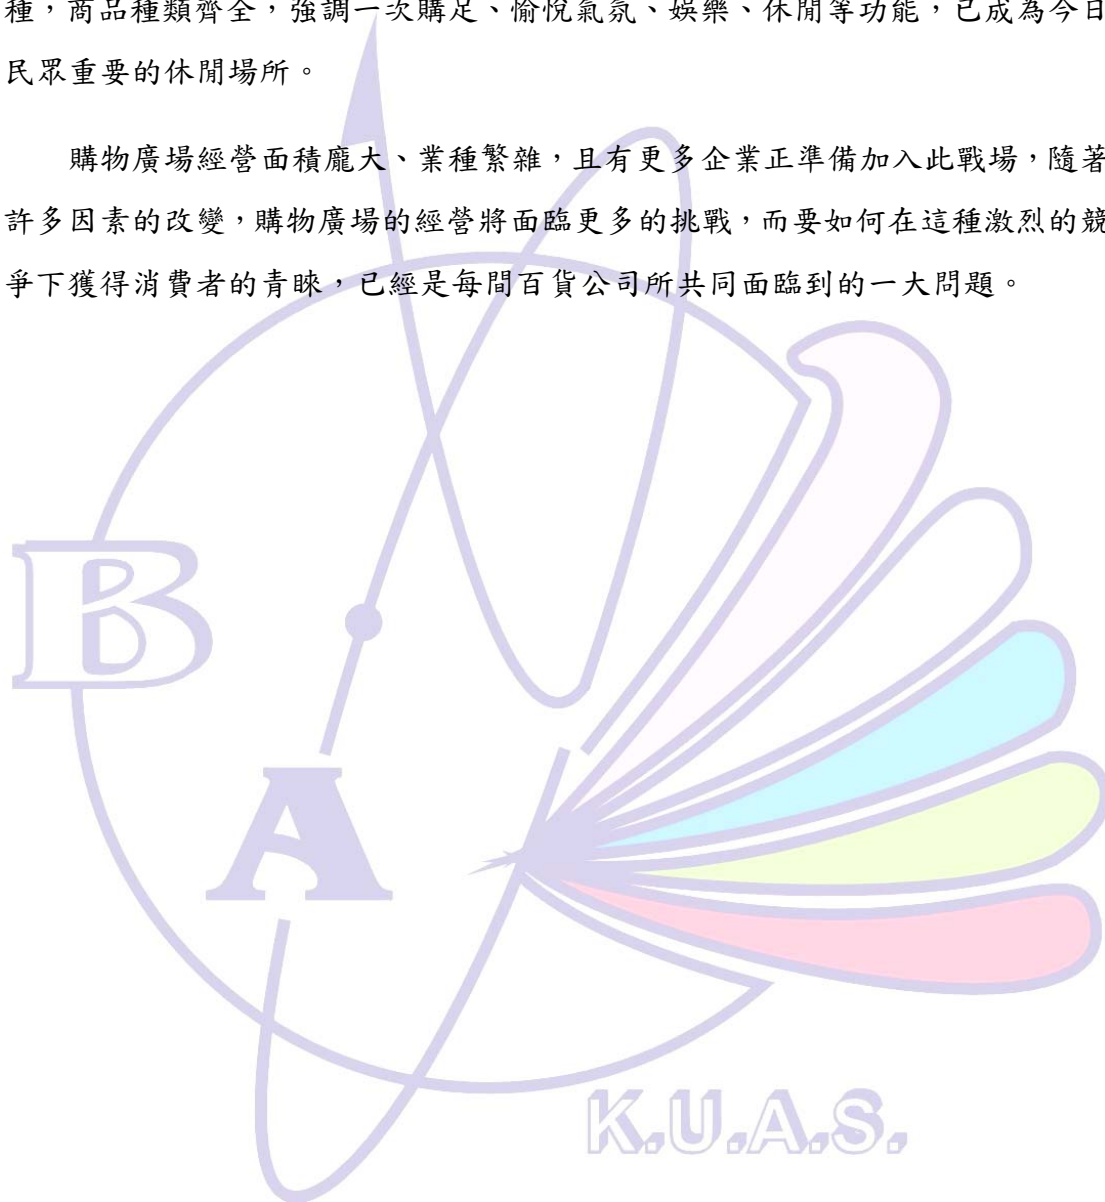 種，商品種類齊全，強調一次購足、愉悅氣氛、娛樂、休閒等功能，已成為今日
民眾重要的休閒場所。
購物廣場經營面積龐大、業種繁雜，且有更多企業正準備加入此戰場，隨著
許多因素的改變，購物廣場的經營將面臨更多的挑戰，而要如何在這種激烈的競
爭下獲得消費者的青睞，已經是每間百貨公司所共同面臨到的一大問題。
B
A
K.U.A.S.